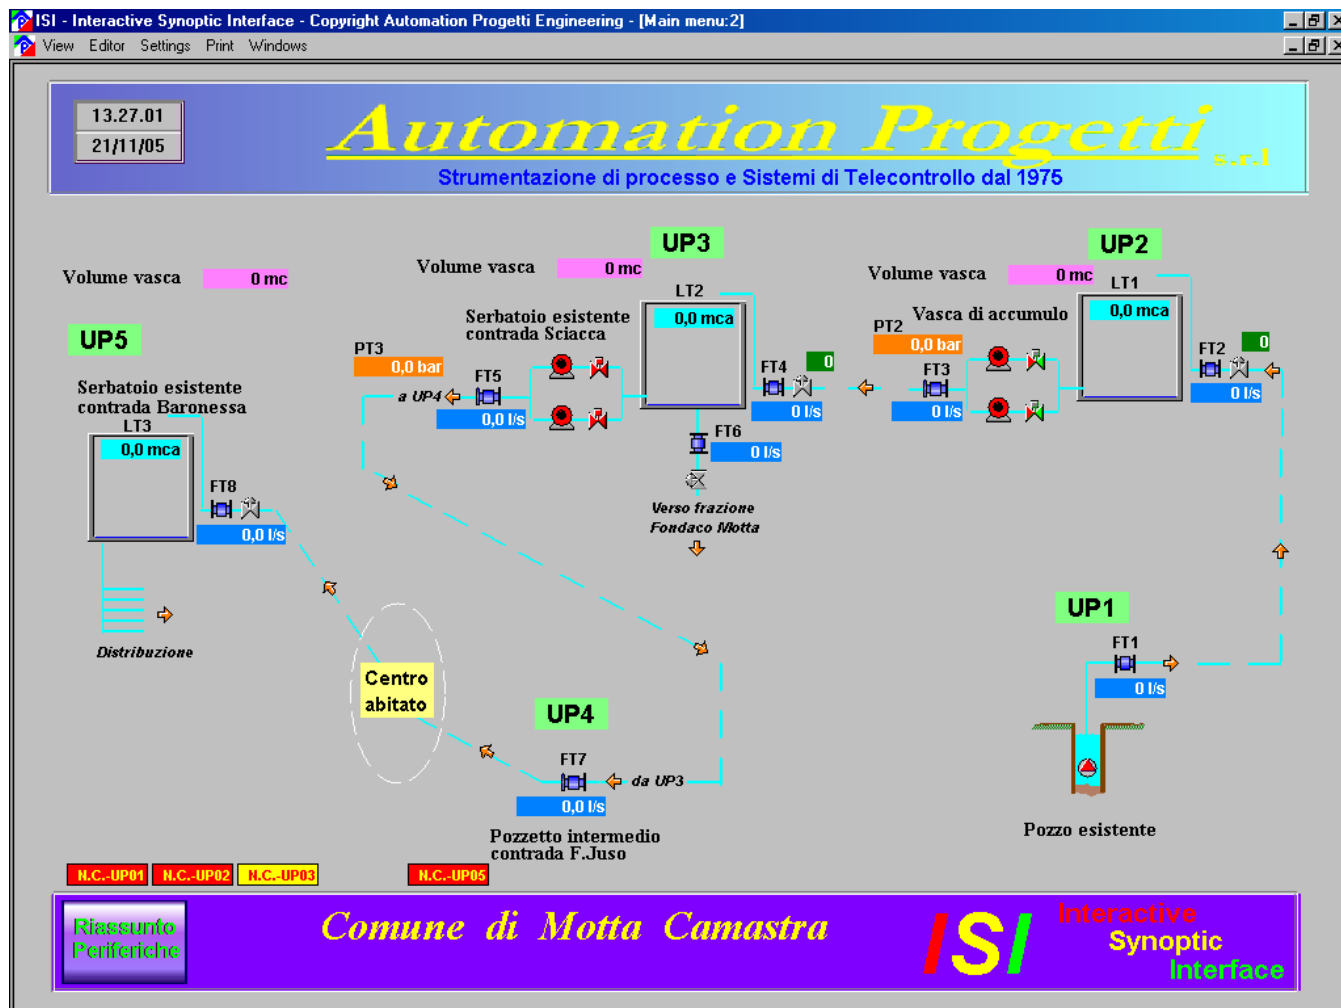 ISI - Interactive Synoptic Interface - Copyright Automation Progetti Engineering - [Main menu:2]
View Editor Settings Print Windows
13.27.01
21/11/05
Automation Progetti s.r.l
Strumentazione di processo e Sistemi di Telecontrollo dal 1975
UP3
Volume vasca 0 mc
LT2
0,0 mca
Serbatoio esistente
contrada Sciacca
PT3
0,0 bar
FT5
a UP4
0,0 l/s
FT4
0
0 l/s
FT6
0 l/s
Verso frazione
Fondaco Motta
UP2
Volume vasca 0 mc
LT1
0,0 mca
Vasca di accumulo
PT2
0,0 bar
FT3
0 l/s
FT2
0
0 l/s
Volume vasca 0 mc
UP5
Serbatoio esistente
contrada Baronessa
LT3
0,0 mca
FT8
0,0 l/s
Distribuzione
Centro
abitato
UP4
FT7
da UP3
0,0 l/s
Pozzetto intermedio
contrada F.Juso
UP1
FT1
0 l/s
Pozzo esistente
N.C.-UP01 N.C.-UP02 N.C.-UP03 N.C.-UP05
Riassunto
Periferiche
Comune di Motta Camastra
ISI
Interactive
Synoptic
Interface